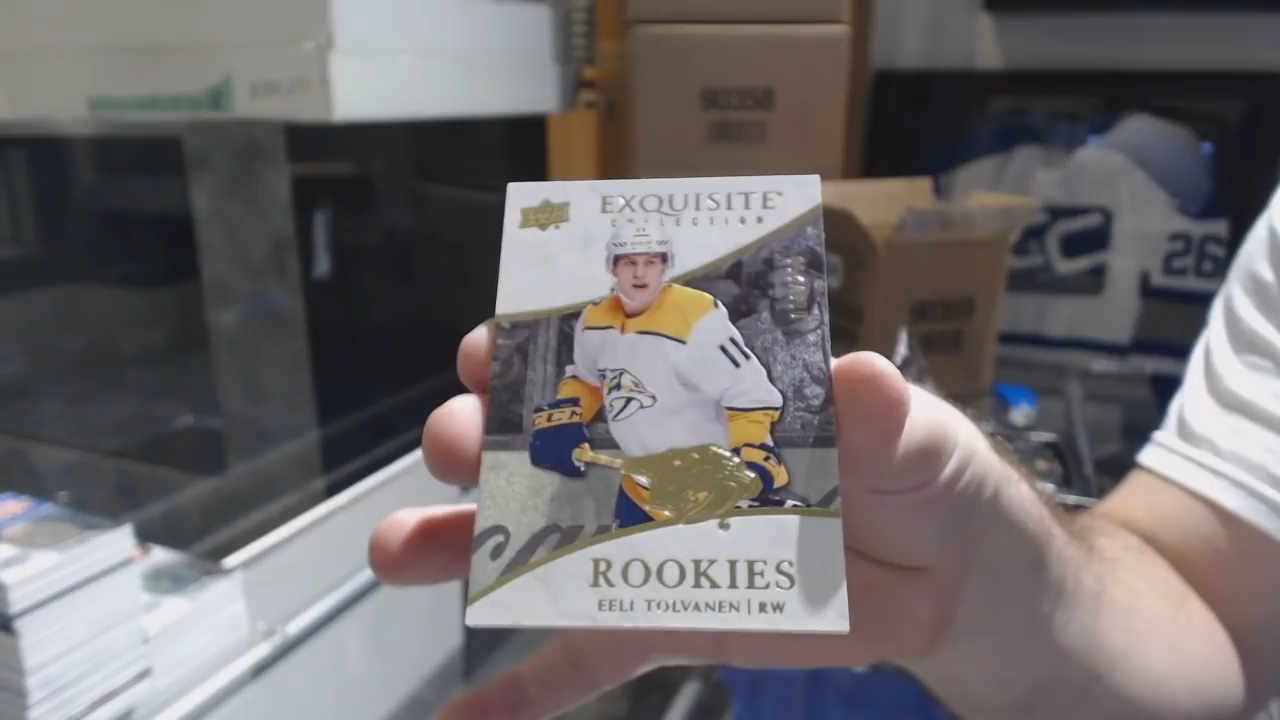 EXQUISITE
COLLECTION
11
CCM
ROOKIES
EELI TOLVANEN | RW
26